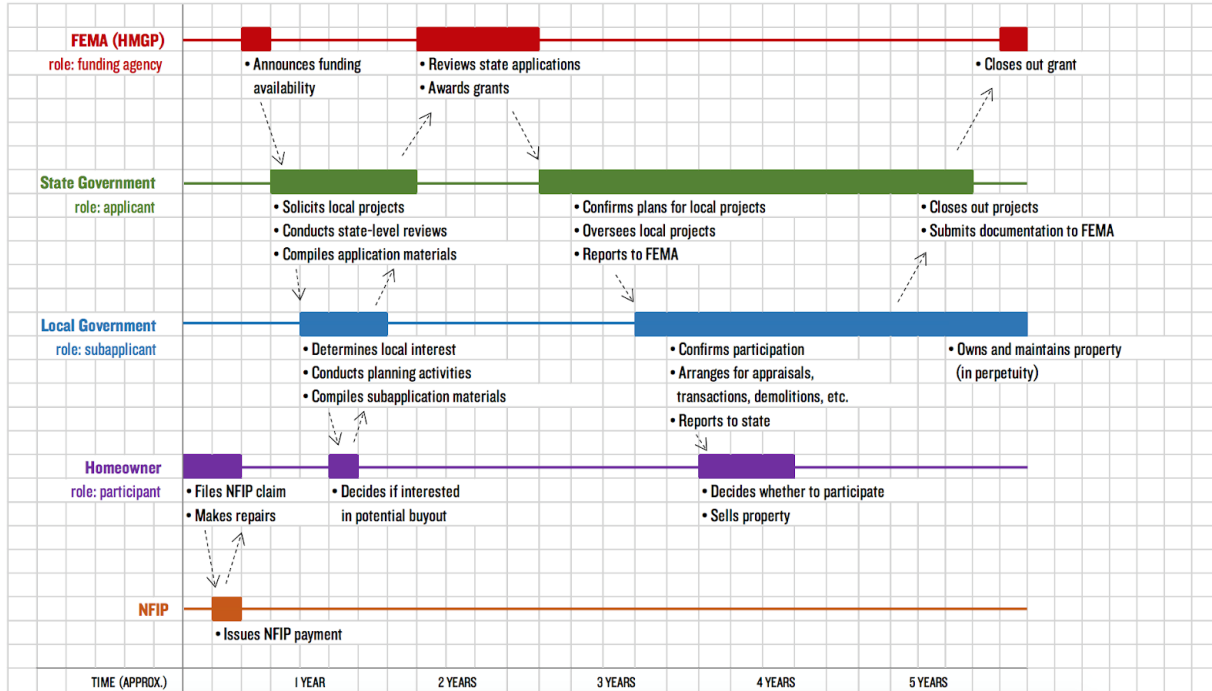 FEMA (HMGP)
role: funding agency
• Announces funding
availability
• Reviews state applications
• Awards grants
• Closes out grant
State Government
role: applicant
• Solicits local projects
• Conducts state-level reviews
• Compiles application materials
• Confirms plans for local projects
• Oversees local projects
• Reports to FEMA
• Closes out projects
• Submits documentation to FEMA
Local Government
role: subapplicant
• Determines local interest
• Conducts planning activities
• Compiles subapplication materials
• Confirms participation
• Arranges for appraisals,
transactions, demolitions, etc.
• Reports to state
• Owns and maintains property
(in perpetuity)
Homeowner
role: participant
• Files NFIP claim
• Makes repairs
• Decides if interested
in potential buyout
• Decides whether to participate
• Sells property
NFIP
• Issues NFIP payment
TIME (APPROX.)
1 YEAR
2 YEARS
3 YEARS
4 YEARS
5 YEARS